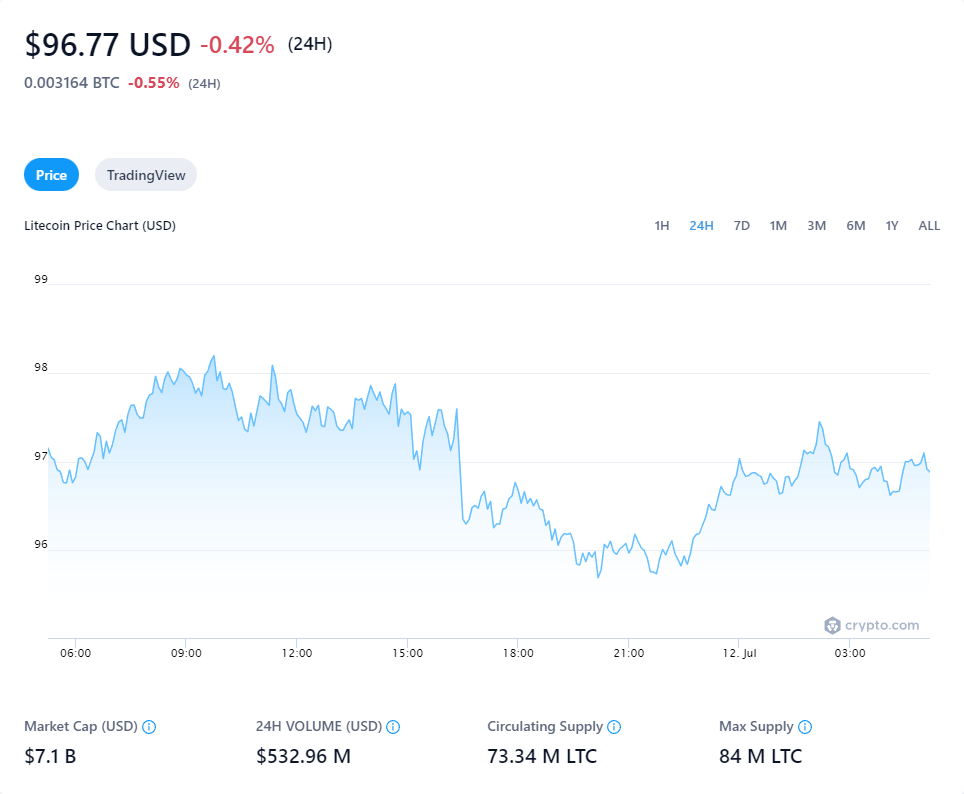 $96.77 USD -0.42% (24H)
0.003164 BTC -0.55% (24H)
Price TradingView
Litecoin Price Chart (USD) 1H 24H 7D 1M 3M 6M 1Y ALL
99
98
97
96
crypto.com
06:00 09:00 12:00 15:00 18:00 21:00 12. Jul 03:00
Market Cap (USD) 24H VOLUME (USD) Circulating Supply Max Supply
$7.1 B $532.96 M 73.34 M LTC 84 M LTC